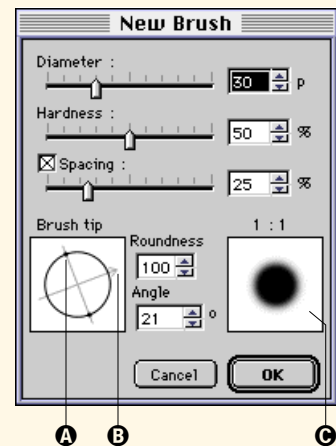 New Brush
Diameter :
30 p
Hardness :
50 %
Spacing :
25 %
Brush tip
1 : 1
Roundness
100
Angle
21 °
Cancel
OK
A B C